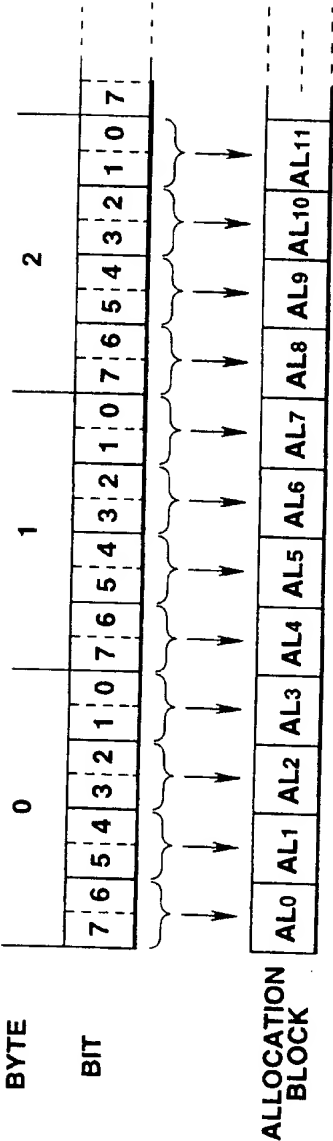 BYTE 0 1 2
BIT 7 6 5 4 3 2 1 0 7 6 5 4 3 2 1 0 7 6 5 4 3 2 1 0 7
ALLOCATION
BLOCK
AL0 AL1 AL2 AL3 AL4 AL5 AL6 AL7 AL8 AL9 AL10 AL11